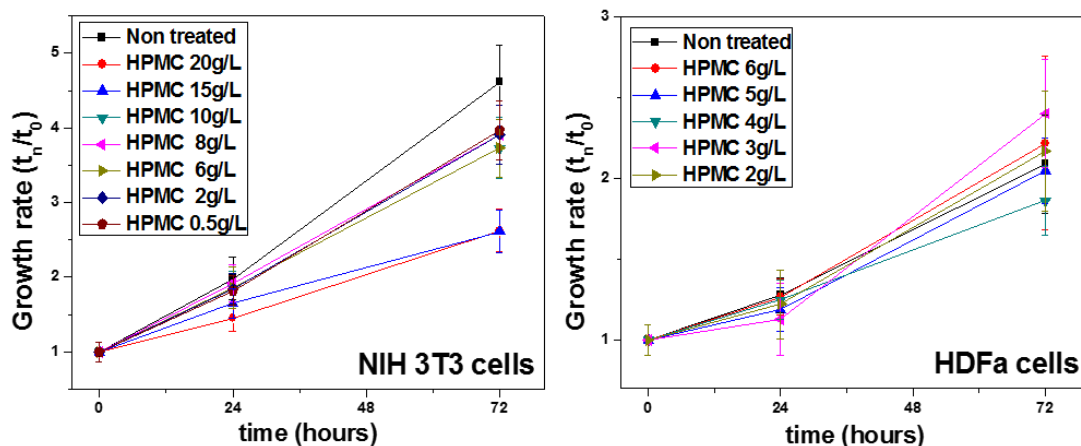 Non treated
HPMC 20g/L
HPMC 15g/L
HPMC 10g/L
HPMC 8g/L
HPMC 6g/L
HPMC 2g/L
HPMC 0.5g/L
5
4
3
2
1
0 24 48 72
Growth rate (tn/t0)
time (hours)
NIH 3T3 cells
Non treated
HPMC 6g/L
HPMC 5g/L
HPMC 4g/L
HPMC 3g/L
HPMC 2g/L
3
2
1
0 24 48 72
Growth rate (tn/t0)
time (hours)
HDFa cells